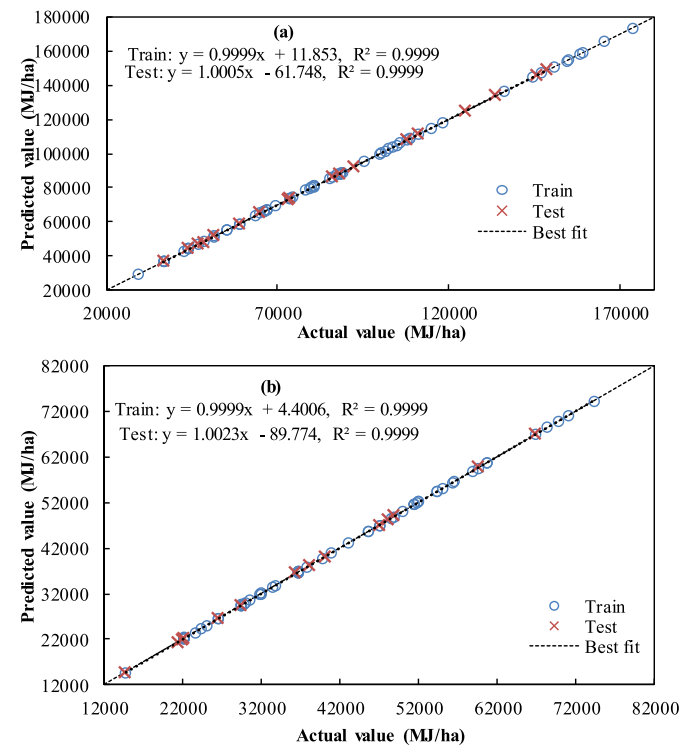 180000
(a)
160000
Train: y = 0.9999x + 11.853, R² = 0.9999
Test: y = 1.0005x - 61.748, R² = 0.9999
140000
120000
100000
80000
60000
40000
20000
Predicted value (MJ/ha)
Train
Test
Best fit
20000 70000 120000 170000
Actual value (MJ/ha)
82000
(b)
72000
Train: y = 0.9999x + 4.4006, R² = 0.9999
Test: y = 1.0023x - 89.774, R² = 0.9999
62000
52000
42000
32000
22000
12000
Predicted value (MJ/ha)
Train
Test
Best fit
12000 22000 32000 42000 52000 62000 72000 82000
Actual value (MJ/ha)